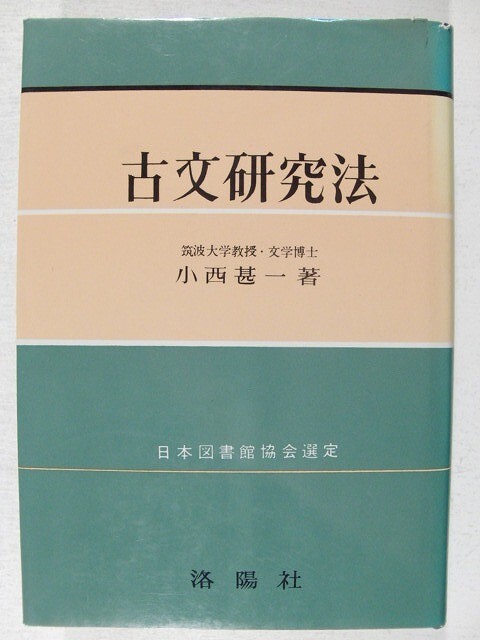 古文研究法
筑波大学教授・文学博士
小西甚一著
日本図書館協会選定
洛陽社